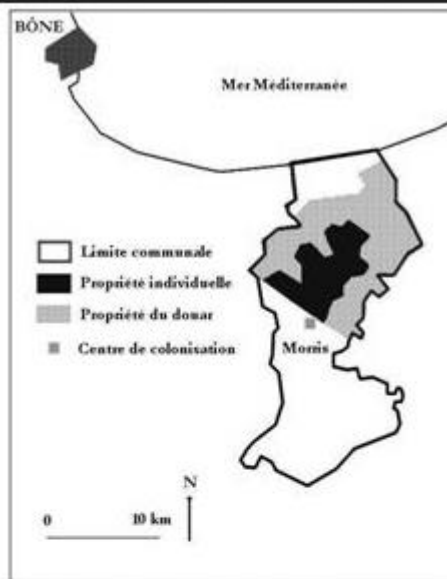 BÔNE
Mer Méditerranée
Limite communale
Propriété individuelle
Propriété du douar
Centre de colonisation
Morris
N
0 10 km